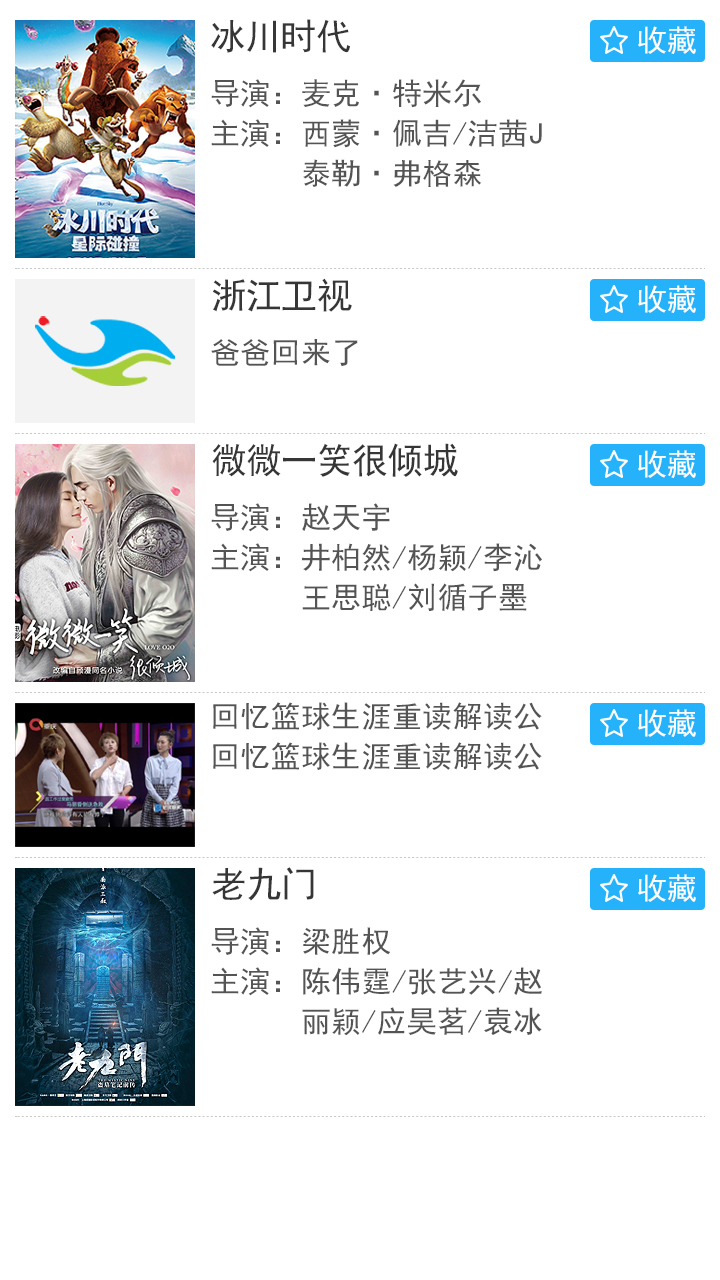 冰川时代
☆ 收藏
导演：麦克·特米尔
主演：西蒙·佩吉/洁茜J
泰勒·弗格森
冰川时代
星际碰撞
浙江卫视
☆ 收藏
爸爸回来了
微微一笑很倾城
☆ 收藏
导演：赵天宇
主演：井柏然/杨颖/李沁
王思聪/刘循子墨
微微一笑
LOVE O2O
很倾城
改编自顾漫同名小说
回忆篮球生涯重读解读公
☆ 收藏
回忆篮球生涯重读解读公
老九门
☆ 收藏
导演：梁胜权
主演：陈伟霆/张艺兴/赵
丽颖/应昊茗/袁冰
南派三叔
老九門
盗墓笔记前传